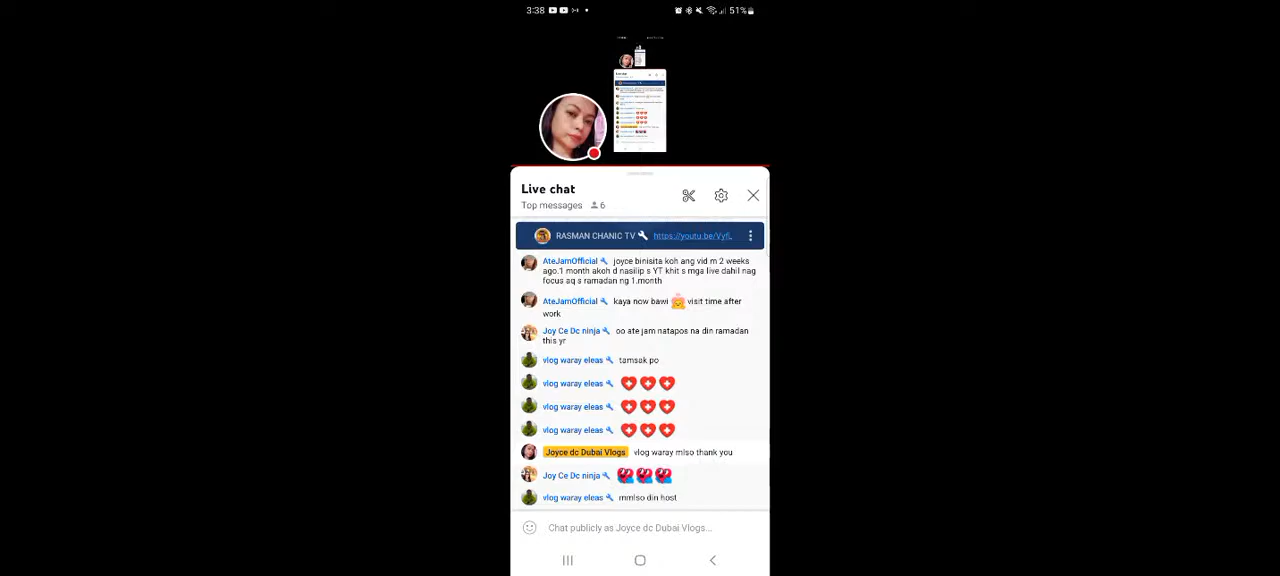 3:38
51%
Live chat
Top messages 6
RASMAN CHANIC TV https://youtu.be/VyfL
AteJamOfficial joyce binisita koh ang vid m 2 weeks
ago.1 month akoh d nasilip s YT khit s mga live dahil nag
focus aq s ramadan ng 1.month
AteJamOfficial kaya now bawi visit time after
work
Joy Ce Dc ninja oo ate jam natapos na din ramadan
this yr
vlog waray eleas tamsak po
vlog waray eleas
vlog waray eleas
vlog waray eleas
Joyce dc Dubai Vlogs vlog waray mlso thank you
Joy Ce Dc ninja
vlog waray eleas mmlso din host
Chat publicly as Joyce dc Dubai Vlogs...